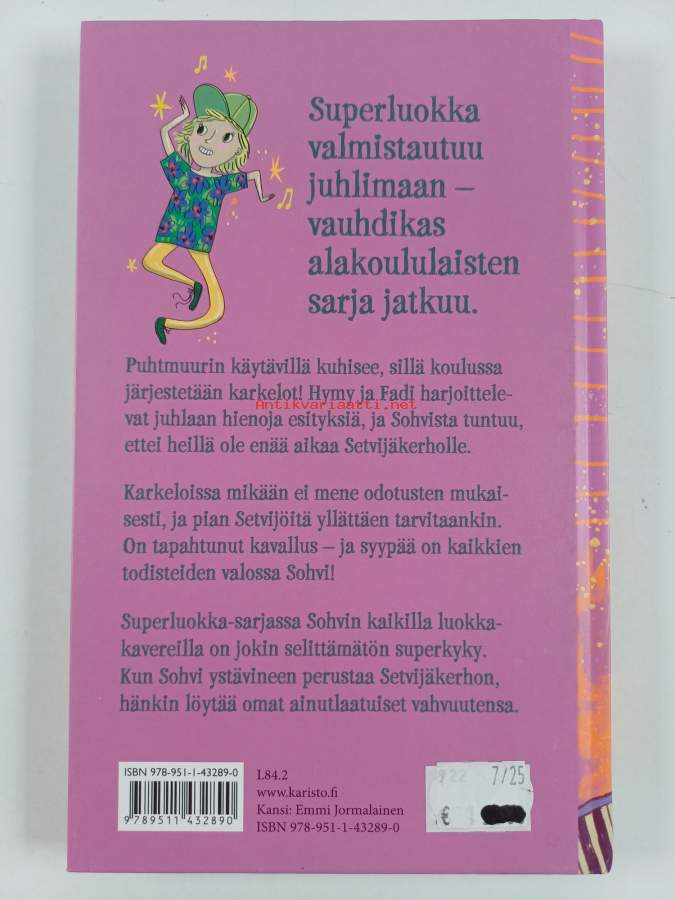 Superluokka
valmistautuu
juhlimaan –
vauhdikas
alakoululaisten
sarja jatkuu.
Puhtmuurin käytävillä kuhisee, sillä koulussa
järjestetään karkelot! Hymy ja Fadi harjoittele-
Antikvariaatti.net
vat juhlaan hienoja esityksiä, ja Sohvista tuntuu,
ettei heillä ole enää aikaa Setvijäkerholle.
Karkeloissa mikään ei mene odotusten mukai-
sesti, ja pian Setvijöitä yllättäen tarvitaankin.
On tapahtunut kavallus – ja syypää on kaikkien
todisteiden valossa Sohvi!
Superluokka-sarjassa Sohvin kaikilla luokka-
kavereilla on jokin selittämätön superkyky.
Kun Sohvi ystävineen perustaa Setvijäkerhon,
hänkin löytää omat ainutlaatuiset vahvuutensa.
ISBN 978-951-1-43289-0
9789511432890
L84.2
www.karisto.fi
Kansi: Emmi Jormalainen
ISBN 978-951-1-43289-0
922 7/25
€ 1